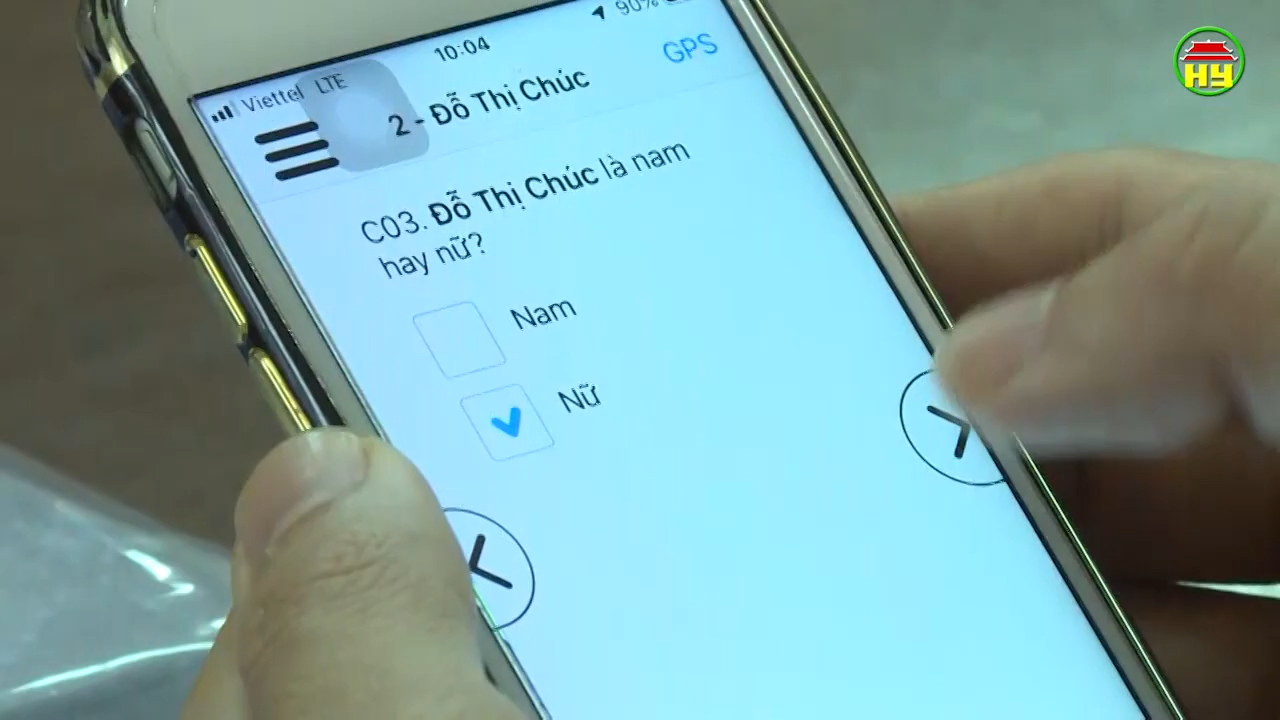 10:04
90%
Viettel LTE
2 - Đỗ Thị Chúc
GPS
C03. Đỗ Thị Chúc là nam
hay nữ?
Nam
Nữ
HY